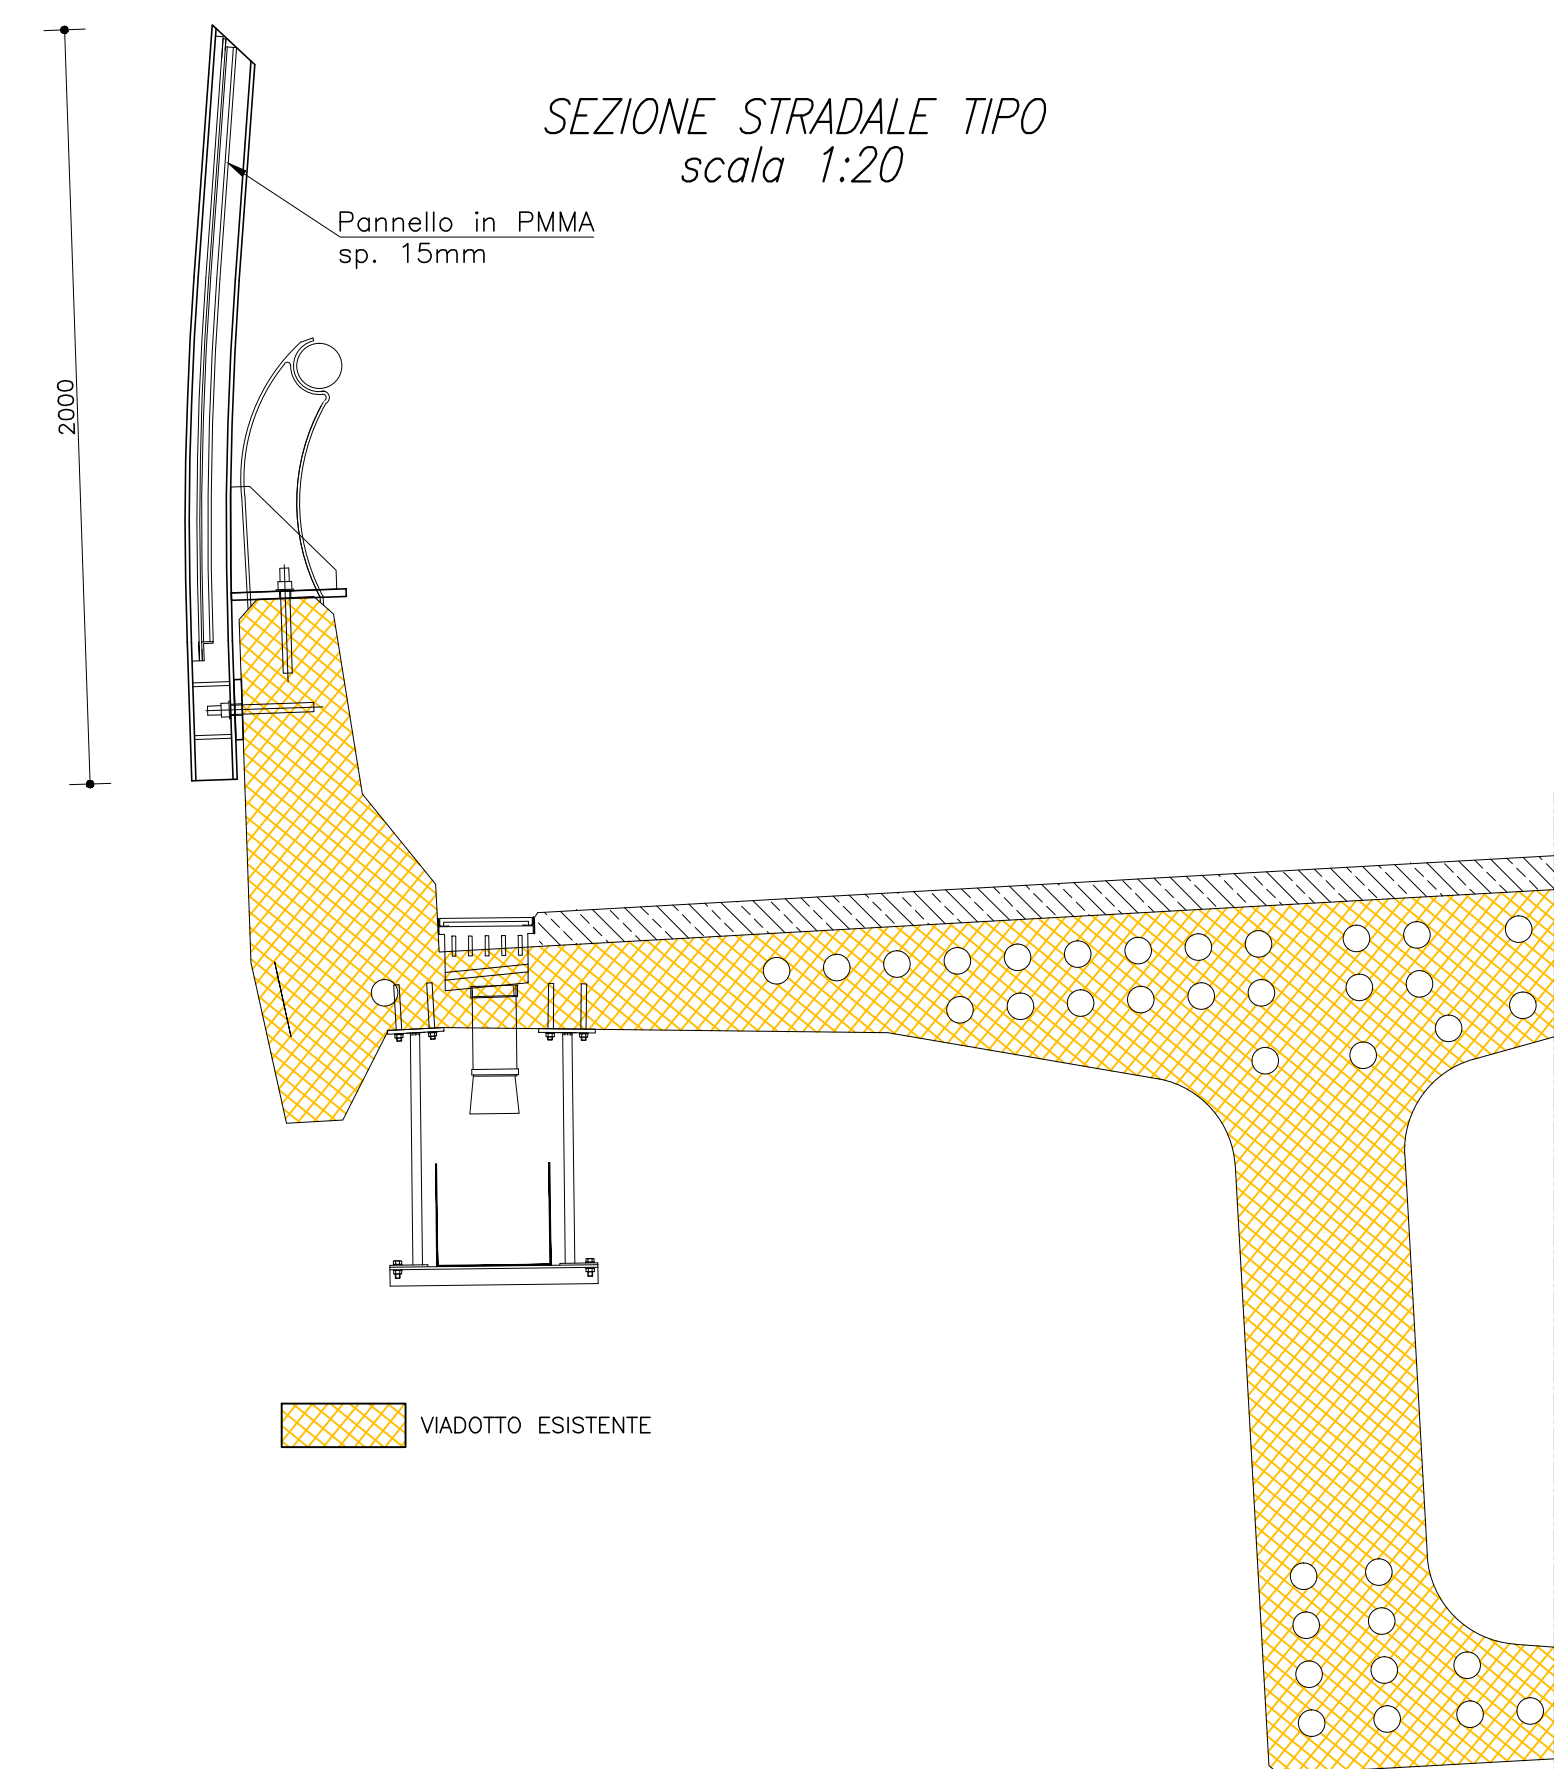 SEZIONE STRADALE TIPO
scala 1:20
Pannello in PMMA
sp. 15mm
2000
VIADOTTO ESISTENTE